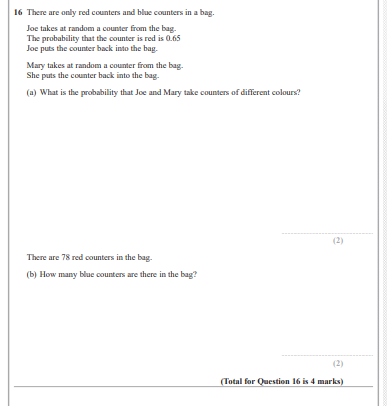 16 There are only red counters and blue counters in a bag.
Joe takes at random a counter from the bag.
The probability that the counter is red is 0.65
Joe puts the counter back into the bag.
Mary takes at random a counter from the bag.
She puts the counter back into the bag.
(a) What is the probability that Joe and Mary take counters of different colours?
(2)
There are 78 red counters in the bag.
(b) How many blue counters are there in the bag?
(2)
(Total for Question 16 is 4 marks)